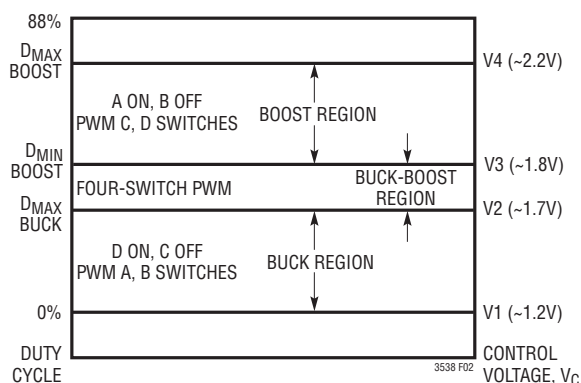 88%
DMAX
BOOST
V4 (~2.2V)
A ON, B OFF
PWM C, D SWITCHES
BOOST REGION
DMIN
BOOST
V3 (~1.8V)
FOUR-SWITCH PWM
BUCK-BOOST
REGION
DMAX
BUCK
V2 (~1.7V)
D ON, C OFF
PWM A, B SWITCHES
BUCK REGION
0%
V1 (~1.2V)
DUTY
CYCLE
3538 F02
CONTROL
VOLTAGE, VC